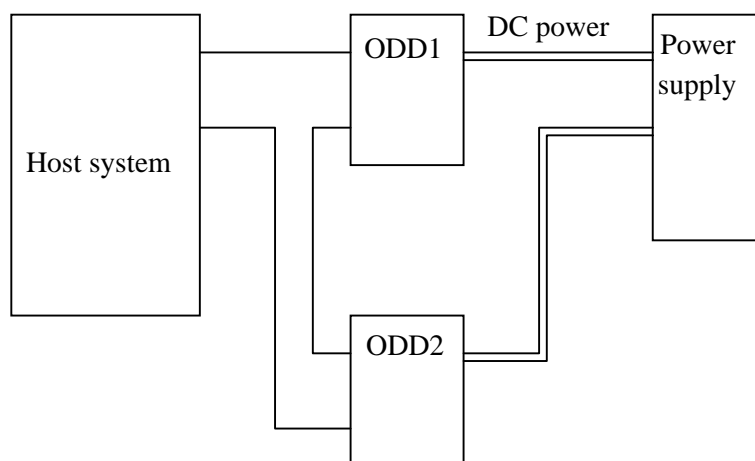 ODD1
DC power
Power
supply
Host system
ODD2